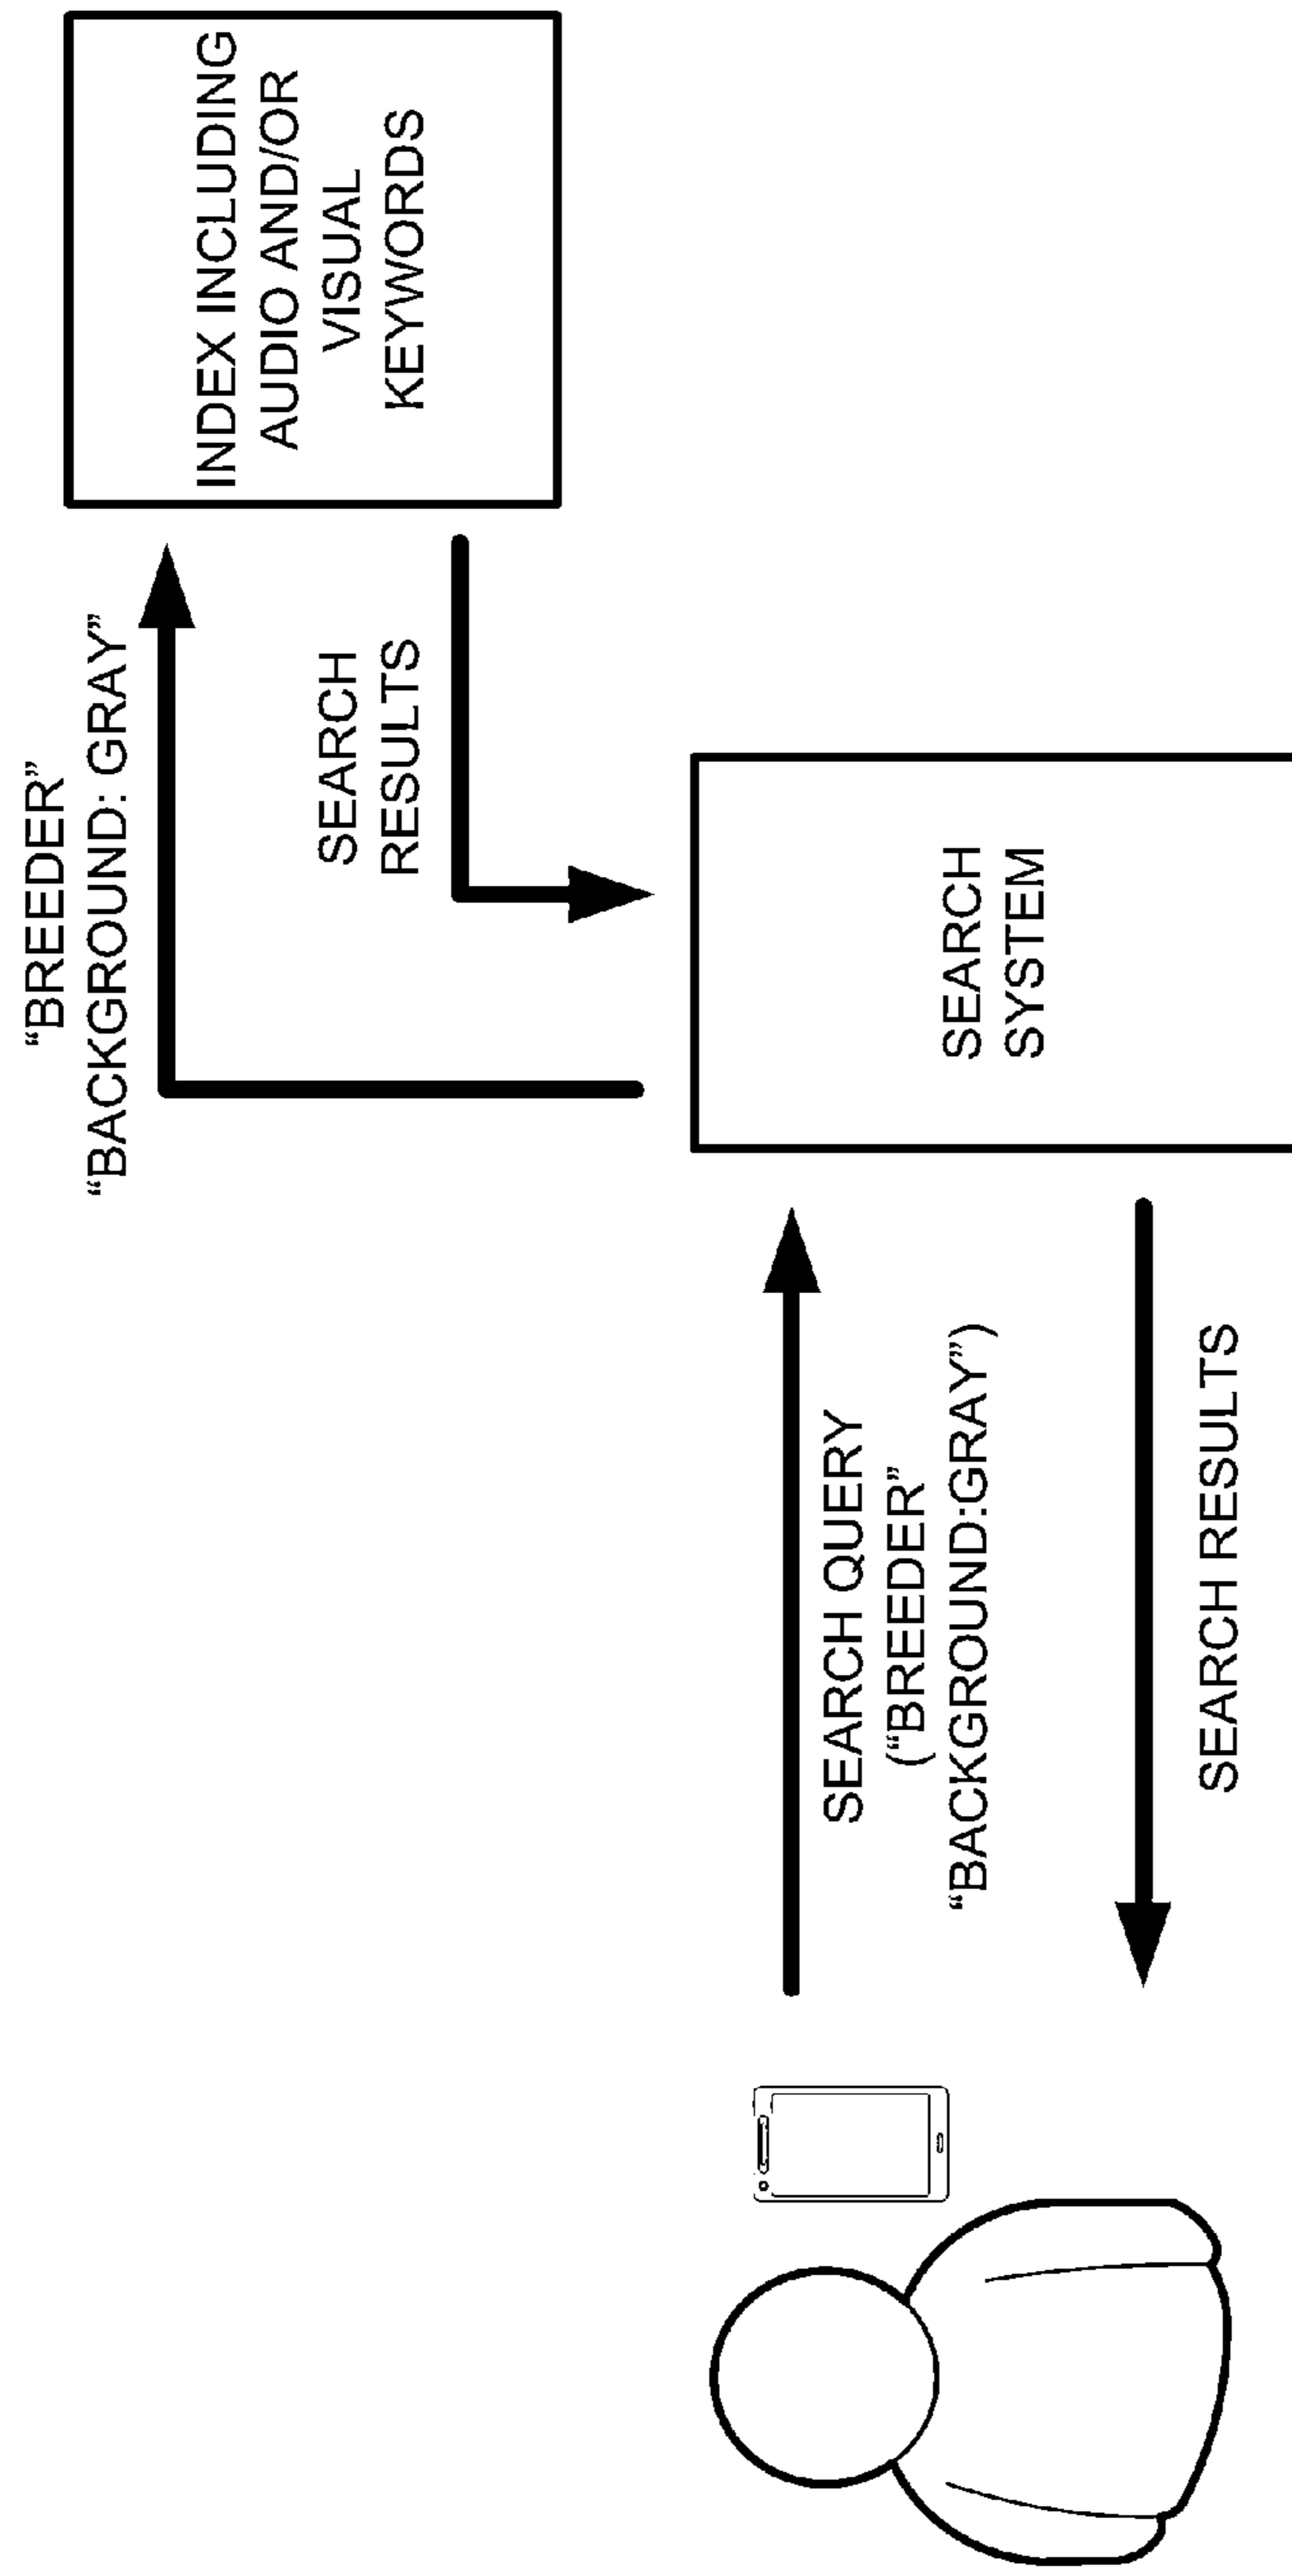 “BREEDER”
“BACKGROUND: GRAY”
INDEX INCLUDING
AUDIO AND/OR
VISUAL
KEYWORDS
SEARCH
RESULTS
SEARCH QUERY
(“BREEDER”
“BACKGROUND:GRAY”)
SEARCH
SYSTEM
SEARCH RESULTS